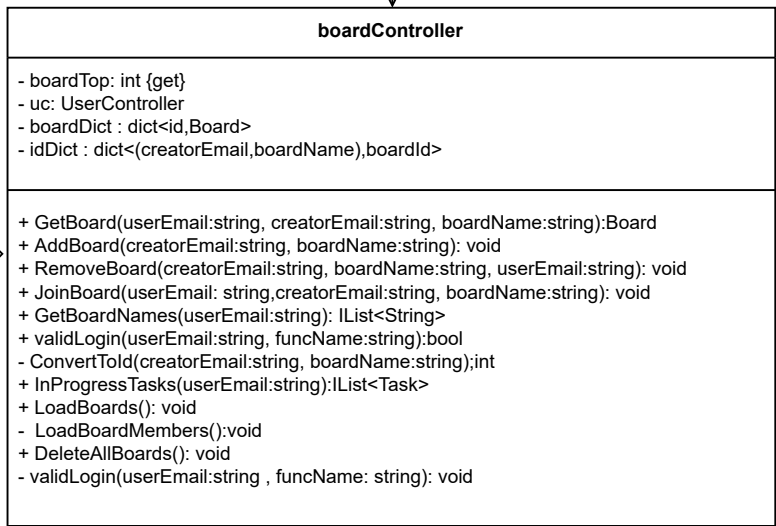 boardController
- boardTop: int {get}
- uc: UserController
- boardDict : dict<id,Board>
- idDict : dict<(creatorEmail,boardName),boardId>
+ GetBoard(userEmail:string, creatorEmail:string, boardName:string):Board
+ AddBoard(creatorEmail:string, boardName:string): void
+ RemoveBoard(creatorEmail:string, boardName:string, userEmail:string): void
+ JoinBoard(userEmail: string,creatorEmail:string, boardName:string): void
+ GetBoardNames(userEmail:string): IList<String>
+ validLogin(userEmail:string, funcName:string):bool
- ConvertToId(creatorEmail:string, boardName:string);int
+ InProgressTasks(userEmail:string):IList<Task>
+ LoadBoards(): void
- LoadBoardMembers():void
+ DeleteAllBoards(): void
- validLogin(userEmail:string , funcName: string): void